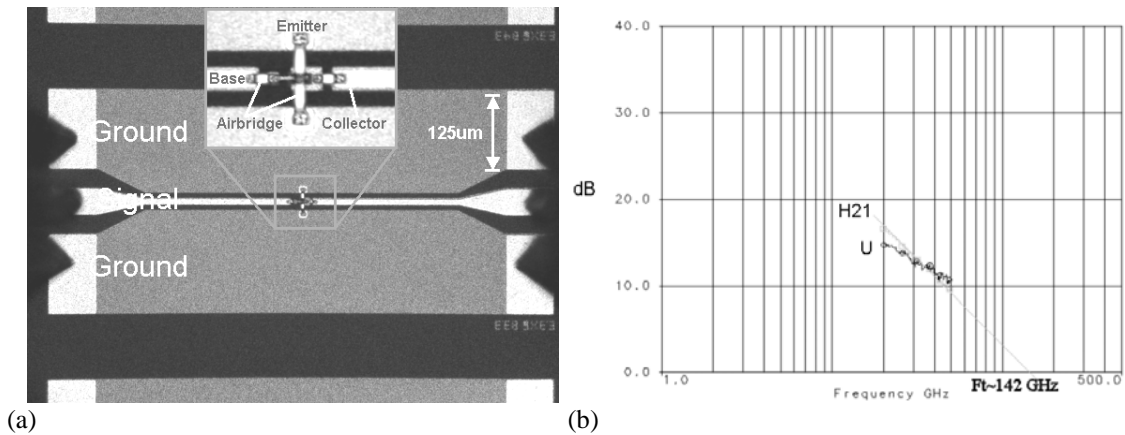 Emitter
Base
Airbridge
Collector
Ground
125um
Signal
Ground
(a)
40.0
30.0
dB
20.0
H21
U
10.0
0.0
1.0
500.0
Frequency GHz
Ft~142 GHz
(b)